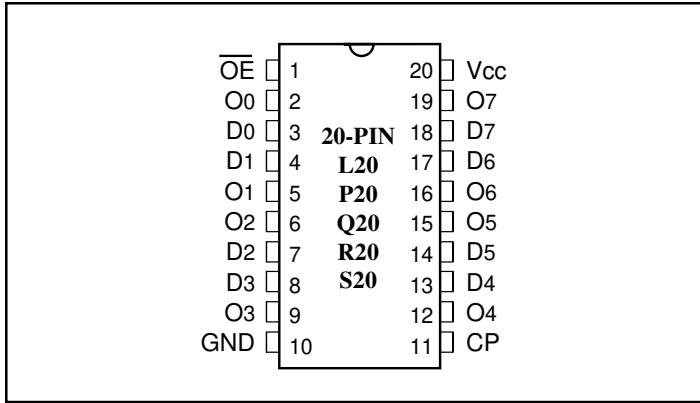 OE 1 20 Vcc
O0 2 19 O7
D0 3 20-PIN 18 D7
D1 4 L20 17 D6
O1 5 P20 16 O6
O2 6 Q20 15 O5
D2 7 R20 14 D5
D3 8 S20 13 D4
O3 9 12 O4
GND 10 11 CP